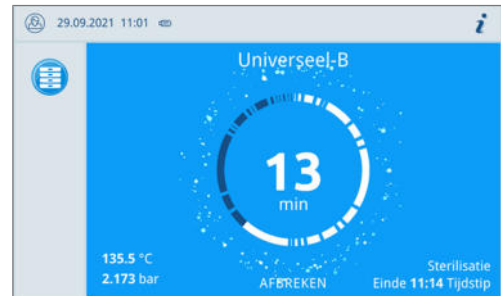 29.09.2021 11:01
Universeel-B
13
min
135.5 °C
2.173 bar
AFBREKEN
Sterilisatie
Einde 11:14 Tijdstip